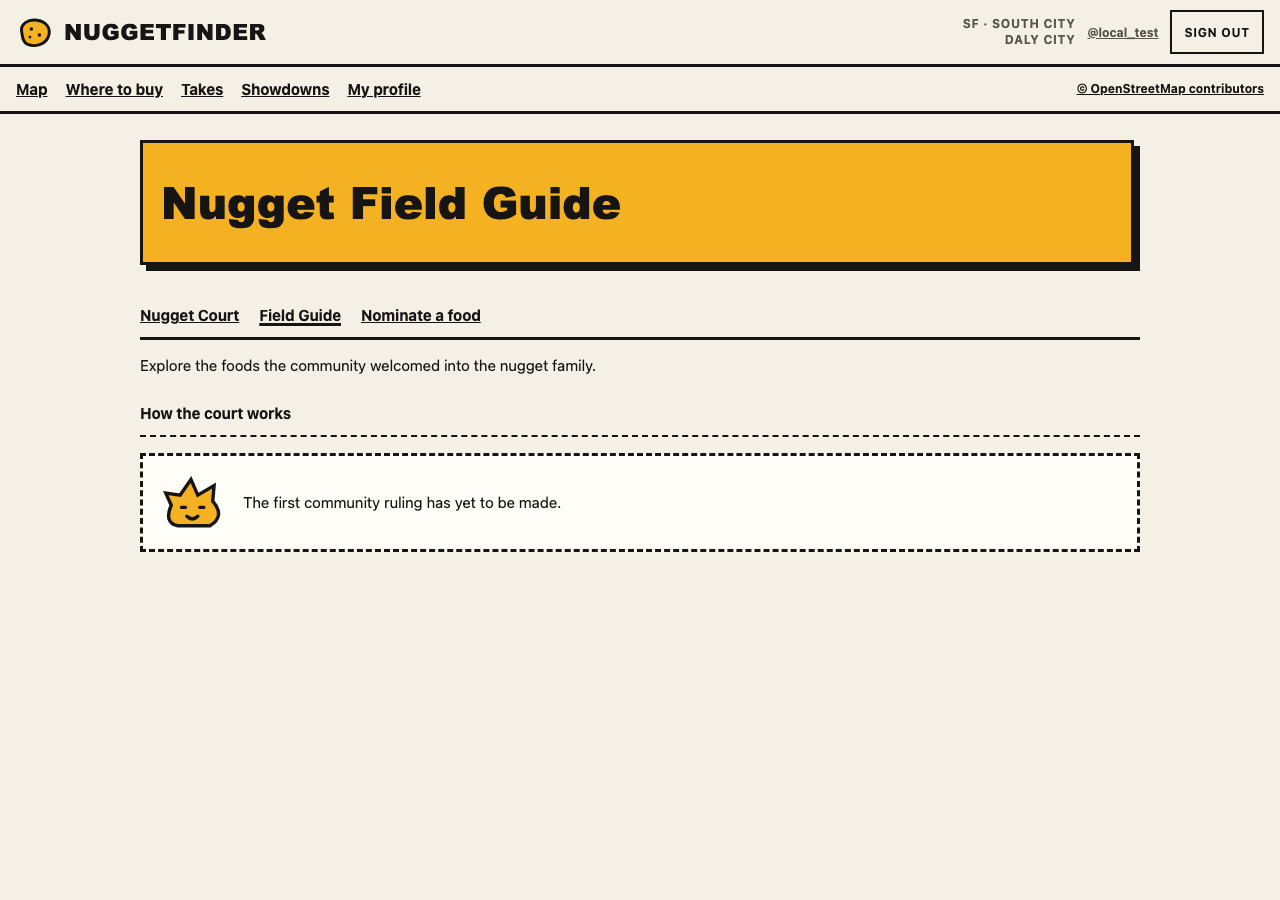 NUGGETFINDER
SF · SOUTH CITY
DALY CITY
@local_test
SIGN OUT
Map
Where to buy
Takes
Showdowns
My profile
© OpenStreetMap contributors
Nugget Field Guide
Nugget Court
Field Guide
Nominate a food
Explore the foods the community welcomed into the nugget family.
How the court works
The first community ruling has yet to be made.